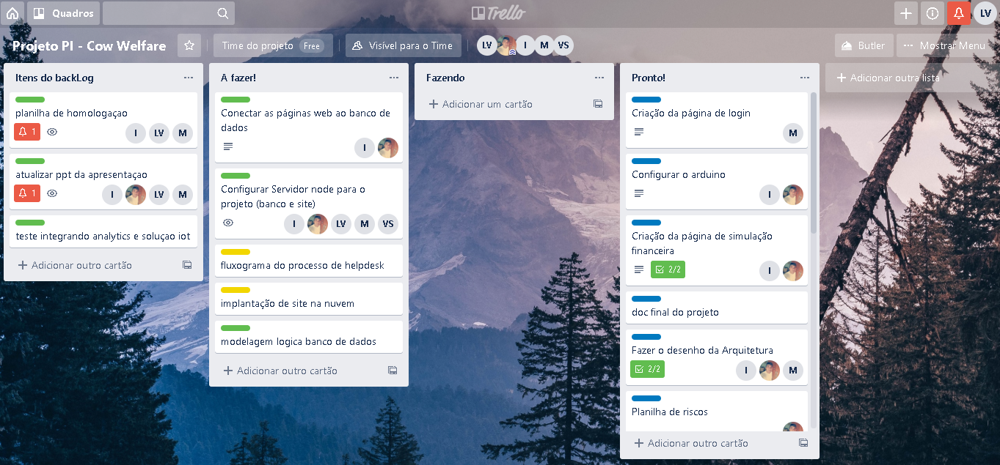 Quadros
Trello
LV
Projeto PI - Cow Welfare
Time do projeto Free
Visível para o Time
LV I M VS
Butler
Mostrar Menu
Itens do backLog
planilha de homologaçao
1
I LV M
atualizar ppt da apresentaçao
1
I LV M
teste integrando analytics e soluçao iot
Adicionar outro cartão
A fazer!
Conectar as páginas web ao banco de
dados
I
Configurar Servidor node para o
projeto (banco e site)
I LV M VS
fluxograma do processo de helpdesk
implantação de site na nuvem
modelagem logica banco de dados
Adicionar outro cartão
Fazendo
Adicionar um cartão
Pronto!
Criação da página de login
M
Configurar o arduino
I
Criação da página de simulação
financeira
2/2
I
doc final do projeto
Fazer o desenho da Arquitetura
2/2
I M
Planilha de riscos
Adicionar outro cartão
Adicionar outra lista